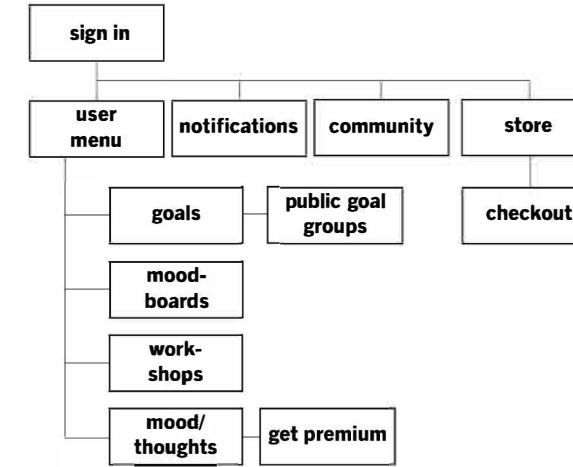 sign in
user
menu
notifications
community
store
goals
public goal
groups
checkout
mood-
boards
work-
shops
mood/
thoughts
get premium